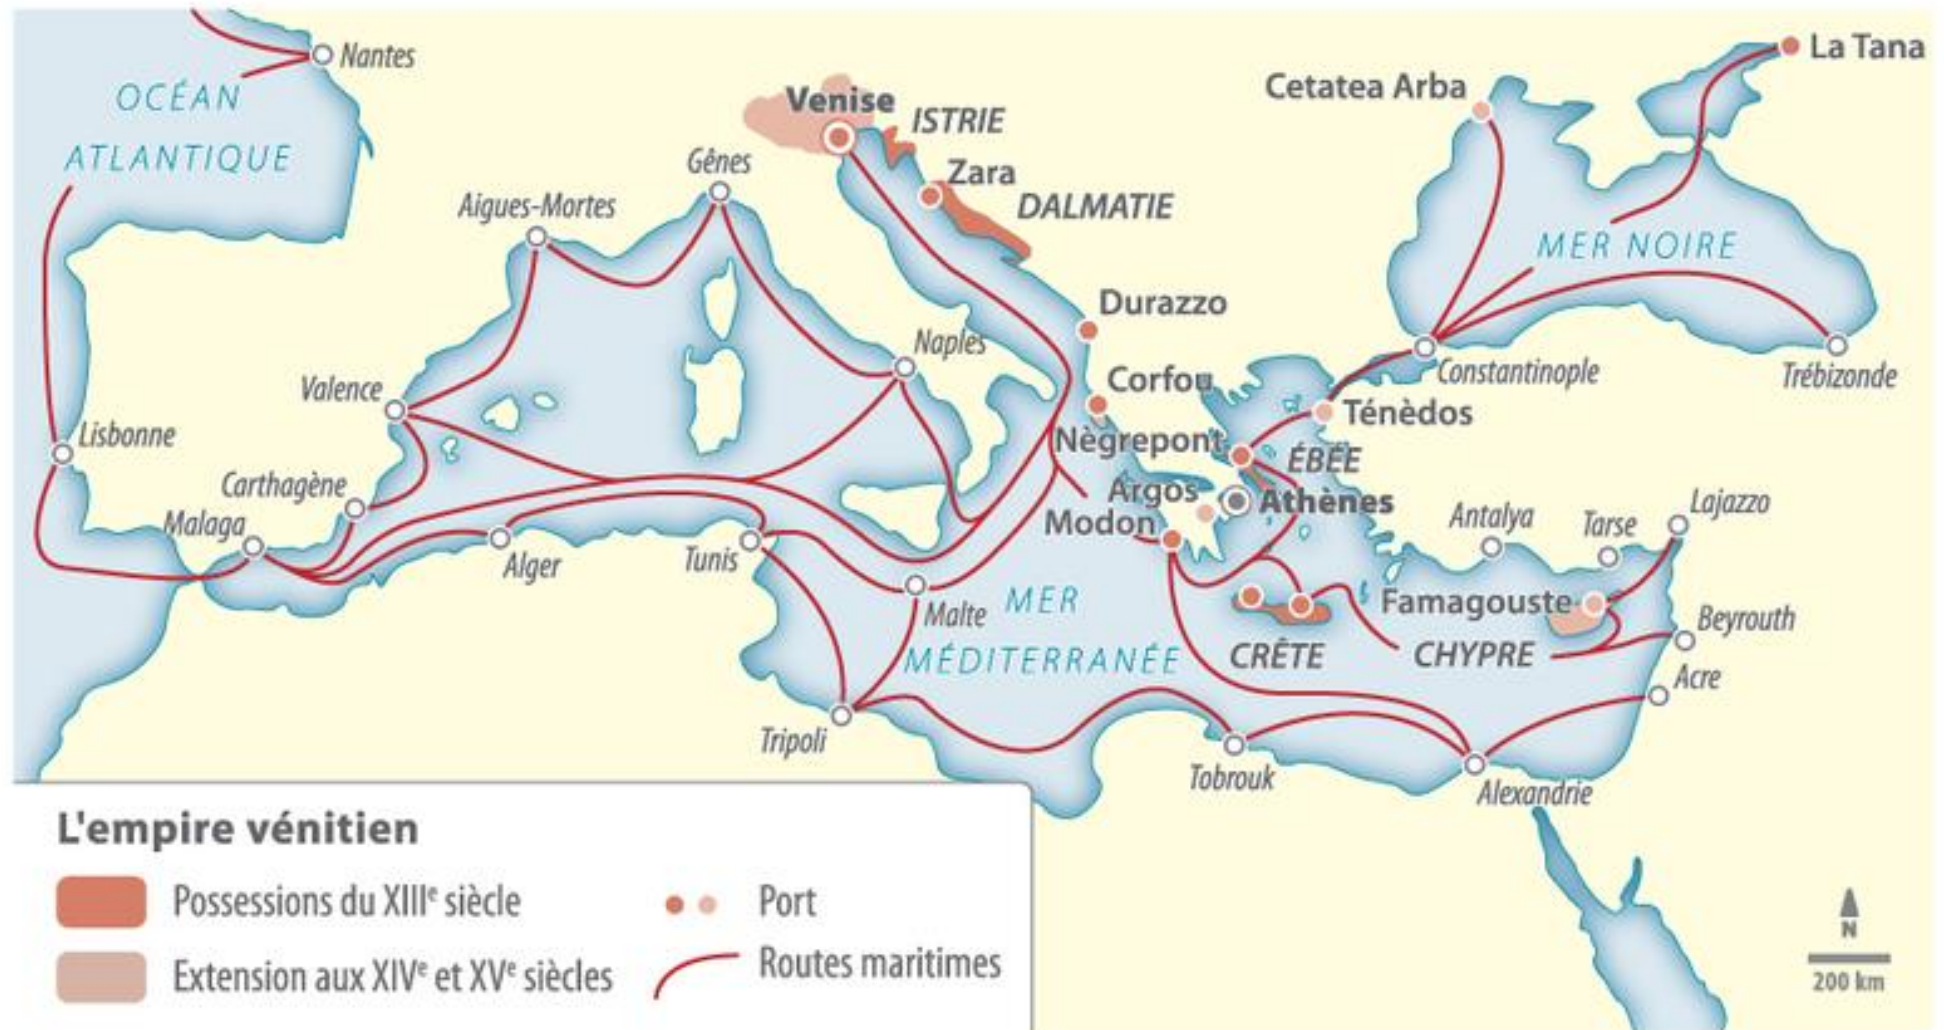 Nantes
OCÉAN
ATLANTIQUE
Venise
ISTRIE
Zara
DALMATIE
Gênes
Aigues-Mortes
Cetatea Arba
La Tana
MER NOIRE
Durazzo
Naples
Corfou
Constantinople
Trébizonde
Valence
Lisbonne
Ténèdos
Nègrepont
ÉBÉE
Carthagène
Argos
Athènes
Malaga
Modon
Antalya
Tarse
Lajazzo
Alger
Tunis
Malte
MER
MÉDITERRANÉE
Famagouste
Beyrouth
CRÊTE
CHYPRE
Acre
Tripoli
Tobrouk
Alexandrie
L'empire vénitien
Possessions du XIIIe siècle
Port
Extension aux XIVe et XVe siècles
Routes maritimes
N
200 km